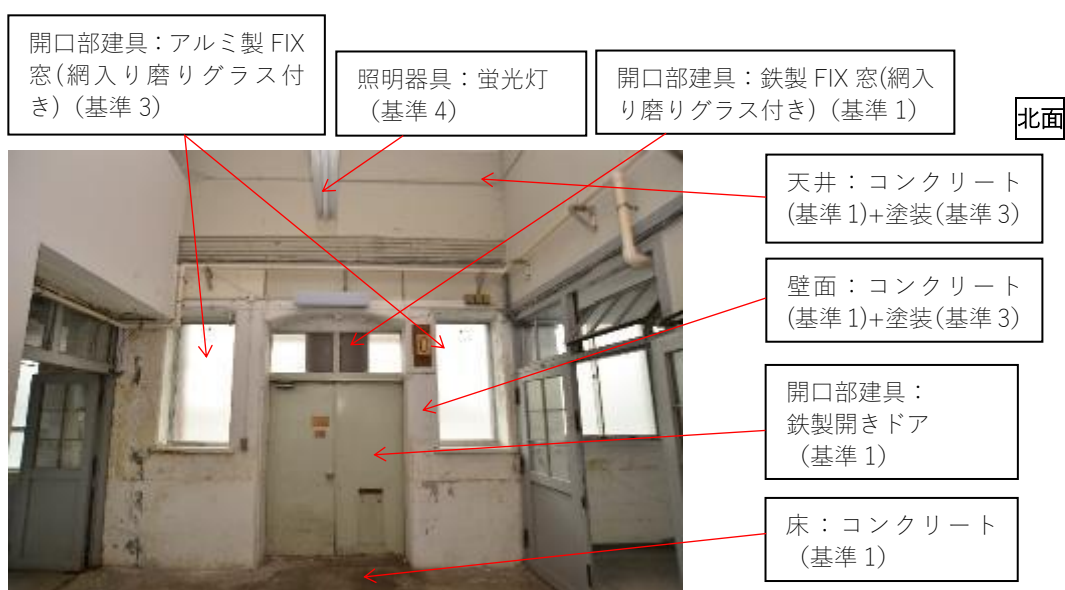 開口部建具：アルミ製 FIX
窓(網入り磨りグラス付
き)（基準 3）
照明器具：蛍光灯
（基準 4）
開口部建具：鉄製 FIX 窓(網入
り磨りグラス付き)（基準 1）
北面
天井：コンクリート
(基準 1)+塗装(基準 3)
壁面：コンクリート
(基準 1)+塗装(基準 3)
開口部建具：
鉄製開きドア
（基準 1）
床：コンクリート
（基準 1）